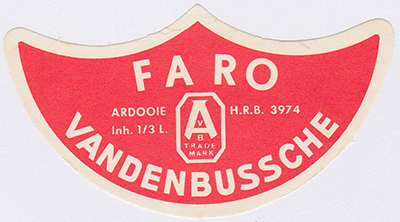 FARO
ARDOOIE
Inh. 1/3 L.
A
V
B
TRADE
MARK
H.R.B. 3974
VANDENBUSSCHE